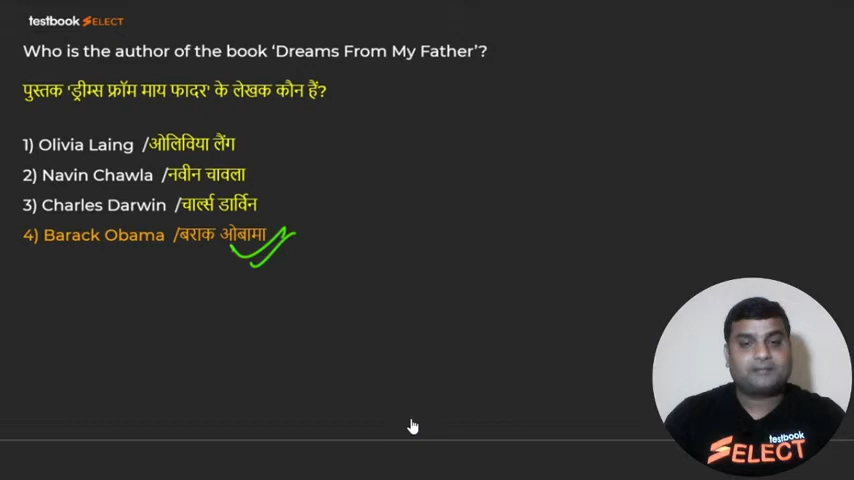 testbook SELECT
Who is the author of the book ‘Dreams From My Father’?
पुस्तक 'ड्रीम्स फ्रॉम माय फादर' के लेखक कौन हैं?
1) Olivia Laing /ओलिविया लैंग
2) Navin Chawla /नवीन चावला
3) Charles Darwin /चार्ल्स डार्विन
4) Barack Obama /बराक ओबामा
testbook
SELECT